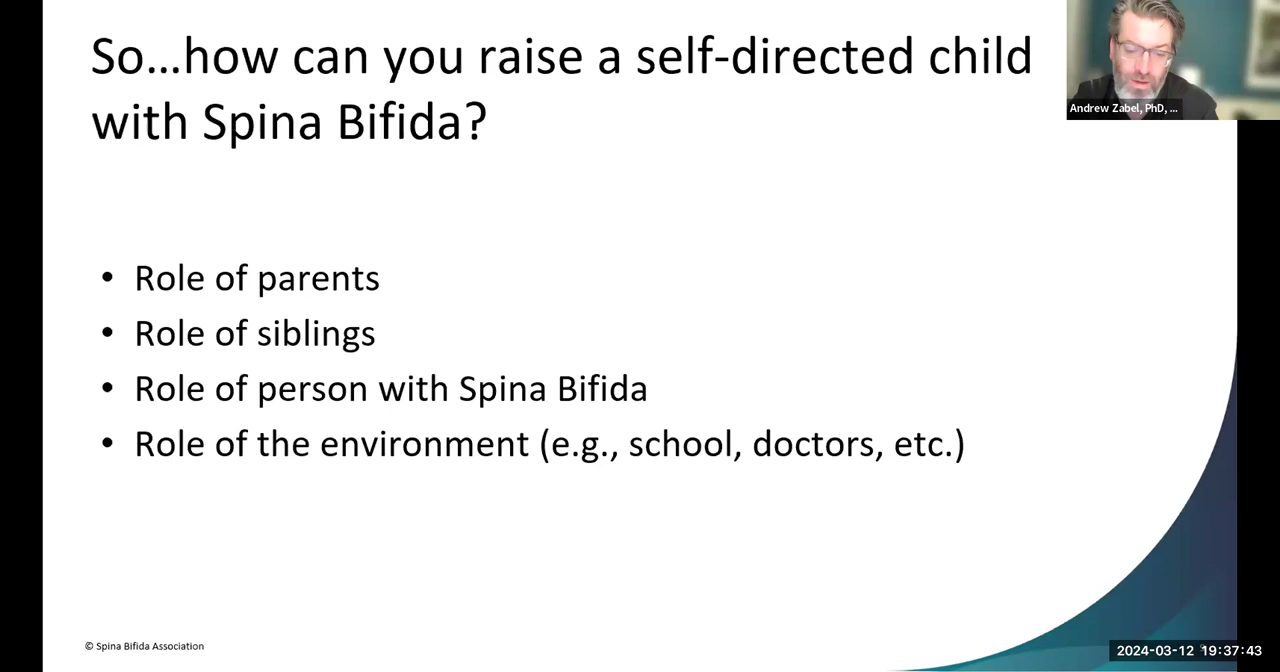 So...how can you raise a self-directed child
with Spina Bifida?
Andrew Zabel, PhD, ...
• Role of parents
• Role of siblings
• Role of person with Spina Bifida
• Role of the environment (e.g., school, doctors, etc.)
© Spina Bifida Association
2024-03-12 19:37:43